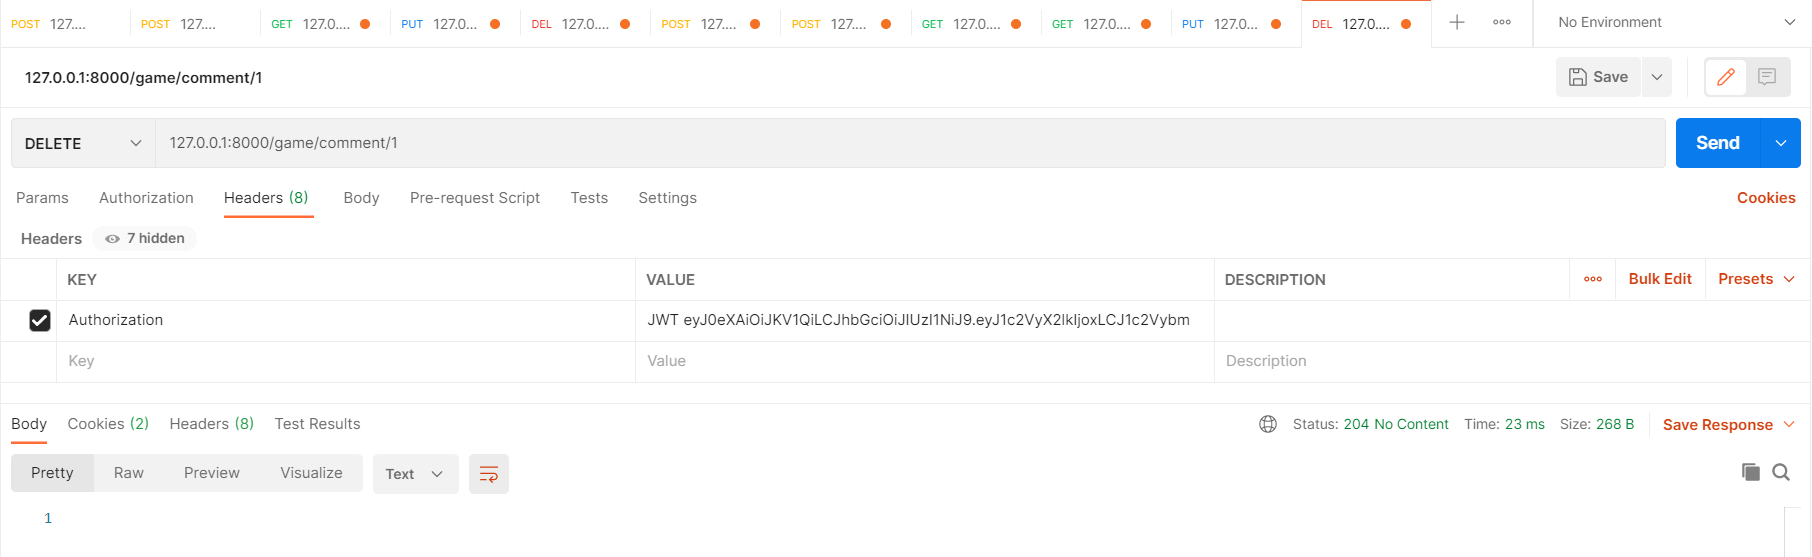 POST 127.... POST 127.... GET 127.0.... PUT 127.0... DEL 127.0.... POST 127.... POST 127.... GET 127.0.... GET 127.0.... PUT 127.0... DEL 127.0.... No Environment
127.0.0.1:8000/game/comment/1 Save
DELETE 127.0.0.1:8000/game/comment/1 Send
Params Authorization Headers (8) Body Pre-request Script Tests Settings Cookies
Headers 7 hidden
KEY VALUE DESCRIPTION Bulk Edit Presets
Authorization JWT eyJ0eXAiOiJKV1QiLCJhbGciOiJIUzI1NiJ9.eyJ1c2VyX2lkIjoxLCJ1c2Vybm
Key Value Description
Body Cookies (2) Headers (8) Test Results Status: 204 No Content Time: 23 ms Size: 268 B Save Response
Pretty Raw Preview Visualize Text
1